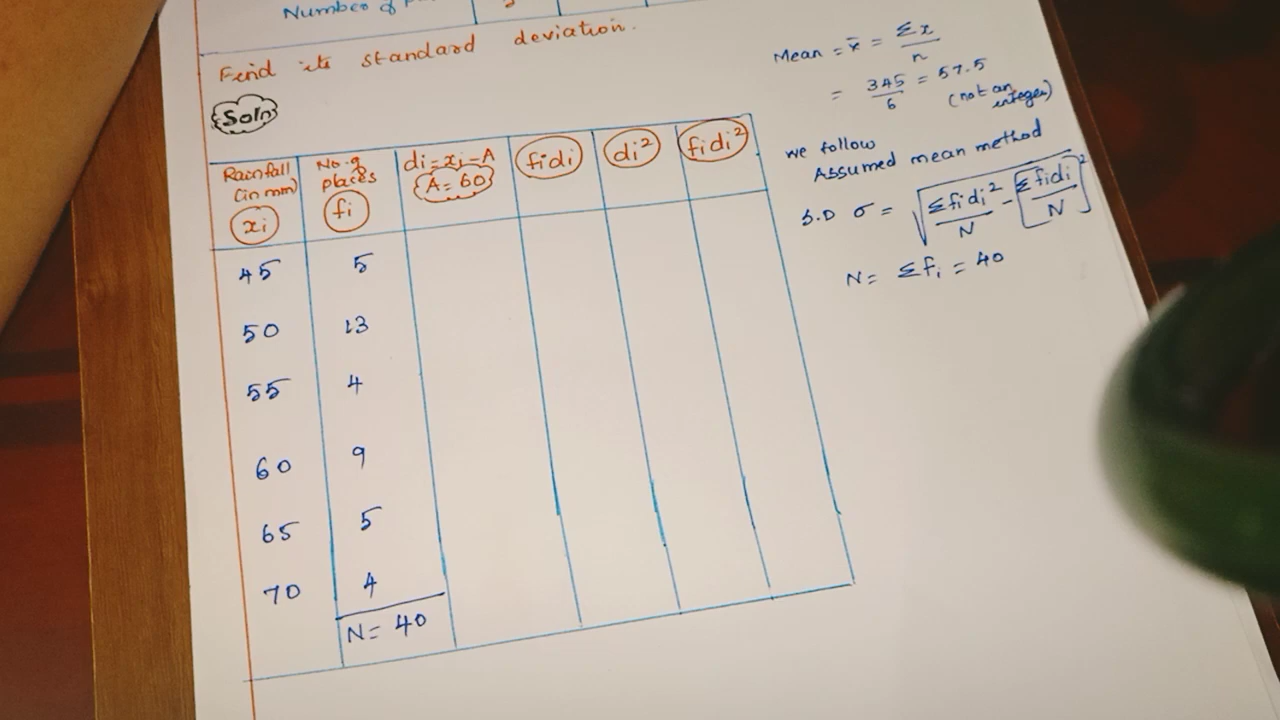 Number of
Find its standard deviation.
Soln
Rainfall (in mm) xi | No. of places fi | di = xi - A A = 60 | fidi | di² | fidi²
45 | 5
50 | 13
55 | 4
60 | 9
65 | 5
70 | 4
N = 40
Mean = x̄ = Σx/n
= 345/6 = 57.5
(not an integer)
we follow
Assumed mean method
S.D σ = √(Σfidi²/N - [Σfidi/N]²)
N = Σfi = 40